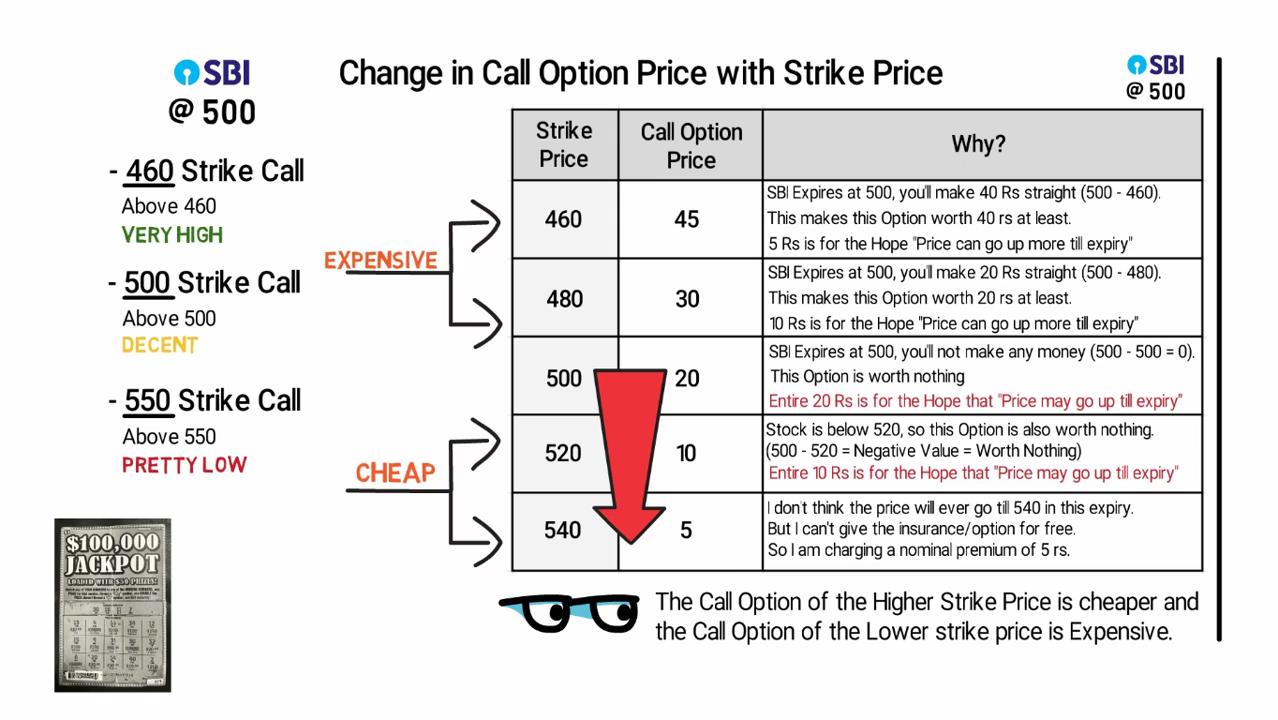 SBI
@ 500
Change in Call Option Price with Strike Price
SBI
@ 500
- 460 Strike Call
Above 460
VERY HIGH
- 500 Strike Call
Above 500
DECENT
- 550 Strike Call
Above 550
PRETTY LOW
EXPENSIVE
CHEAP
Strike
Price
Call Option
Price
Why?
460
45
SBI Expires at 500, you'll make 40 Rs straight (500 - 460).
This makes this Option worth 40 rs at least.
5 Rs is for the Hope "Price can go up more till expiry"
480
30
SBI Expires at 500, you'll make 20 Rs straight (500 - 480).
This makes this Option worth 20 rs at least.
10 Rs is for the Hope "Price can go up more till expiry"
500
20
SBI Expires at 500, you'll not make any money (500 - 500 = 0).
This Option is worth nothing
Entire 20 Rs is for the Hope that "Price may go up till expiry"
520
10
Stock is below 520, so this Option is also worth nothing.
(500 - 520 = Negative Value = Worth Nothing)
Entire 10 Rs is for the Hope that "Price may go up till expiry"
540
5
I don't think the price will ever go till 540 in this expiry.
But I can't give the insurance/option for free.
So I am charging a nominal premium of 5 rs.
$100,000
JACKPOT
LOADED WITH $50 PRIZES!
The Call Option of the Higher Strike Price is cheaper and
the Call Option of the Lower strike price is Expensive.